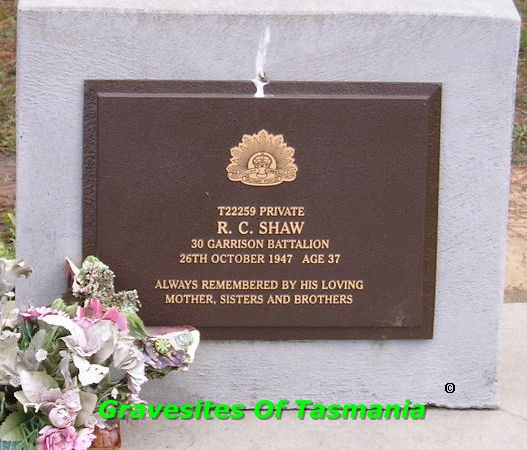 T22259 PRIVATE
R. C. SHAW
30 GARRISON BATTALION
26TH OCTOBER 1947 AGE 37
ALWAYS REMEMBERED BY HIS LOVING
MOTHER, SISTERS AND BROTHERS
©
Gravesites Of Tasmania